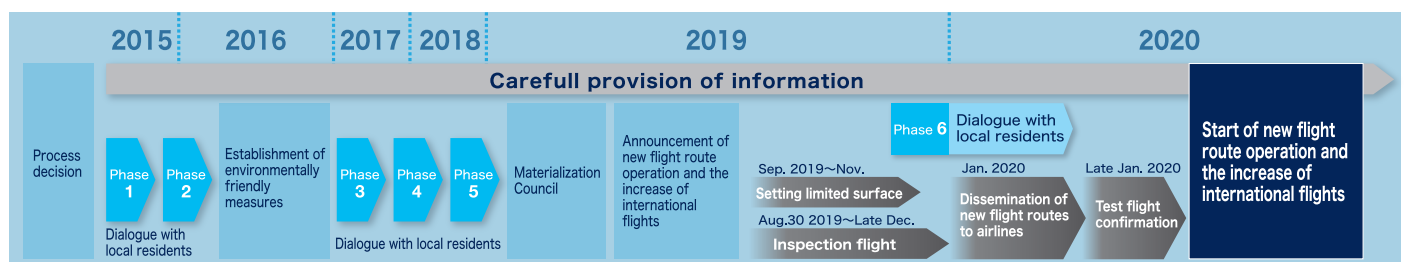 2015
2016
2017
2018
2019
2020
Carefull provision of information
Process
decision
Phase
1
Phase
2
Dialogue with
local residents
Establishment of
environmentally
friendly
measures
Phase
3
Phase
4
Phase
5
Dialogue with local residents
Materialization
Council
Announcement of
new flight route
operation and the
increase of
international
flights
Phase 6
Dialogue with
local residents
Sep. 2019〜Nov.
Setting limited surface
Aug.30 2019〜Late Dec.
Inspection flight
Jan. 2020
Dissemination of
new flight routes
to airlines
Late Jan. 2020
Test flight
confirmation
Start of new flight
route operation and
the increase of
international flights